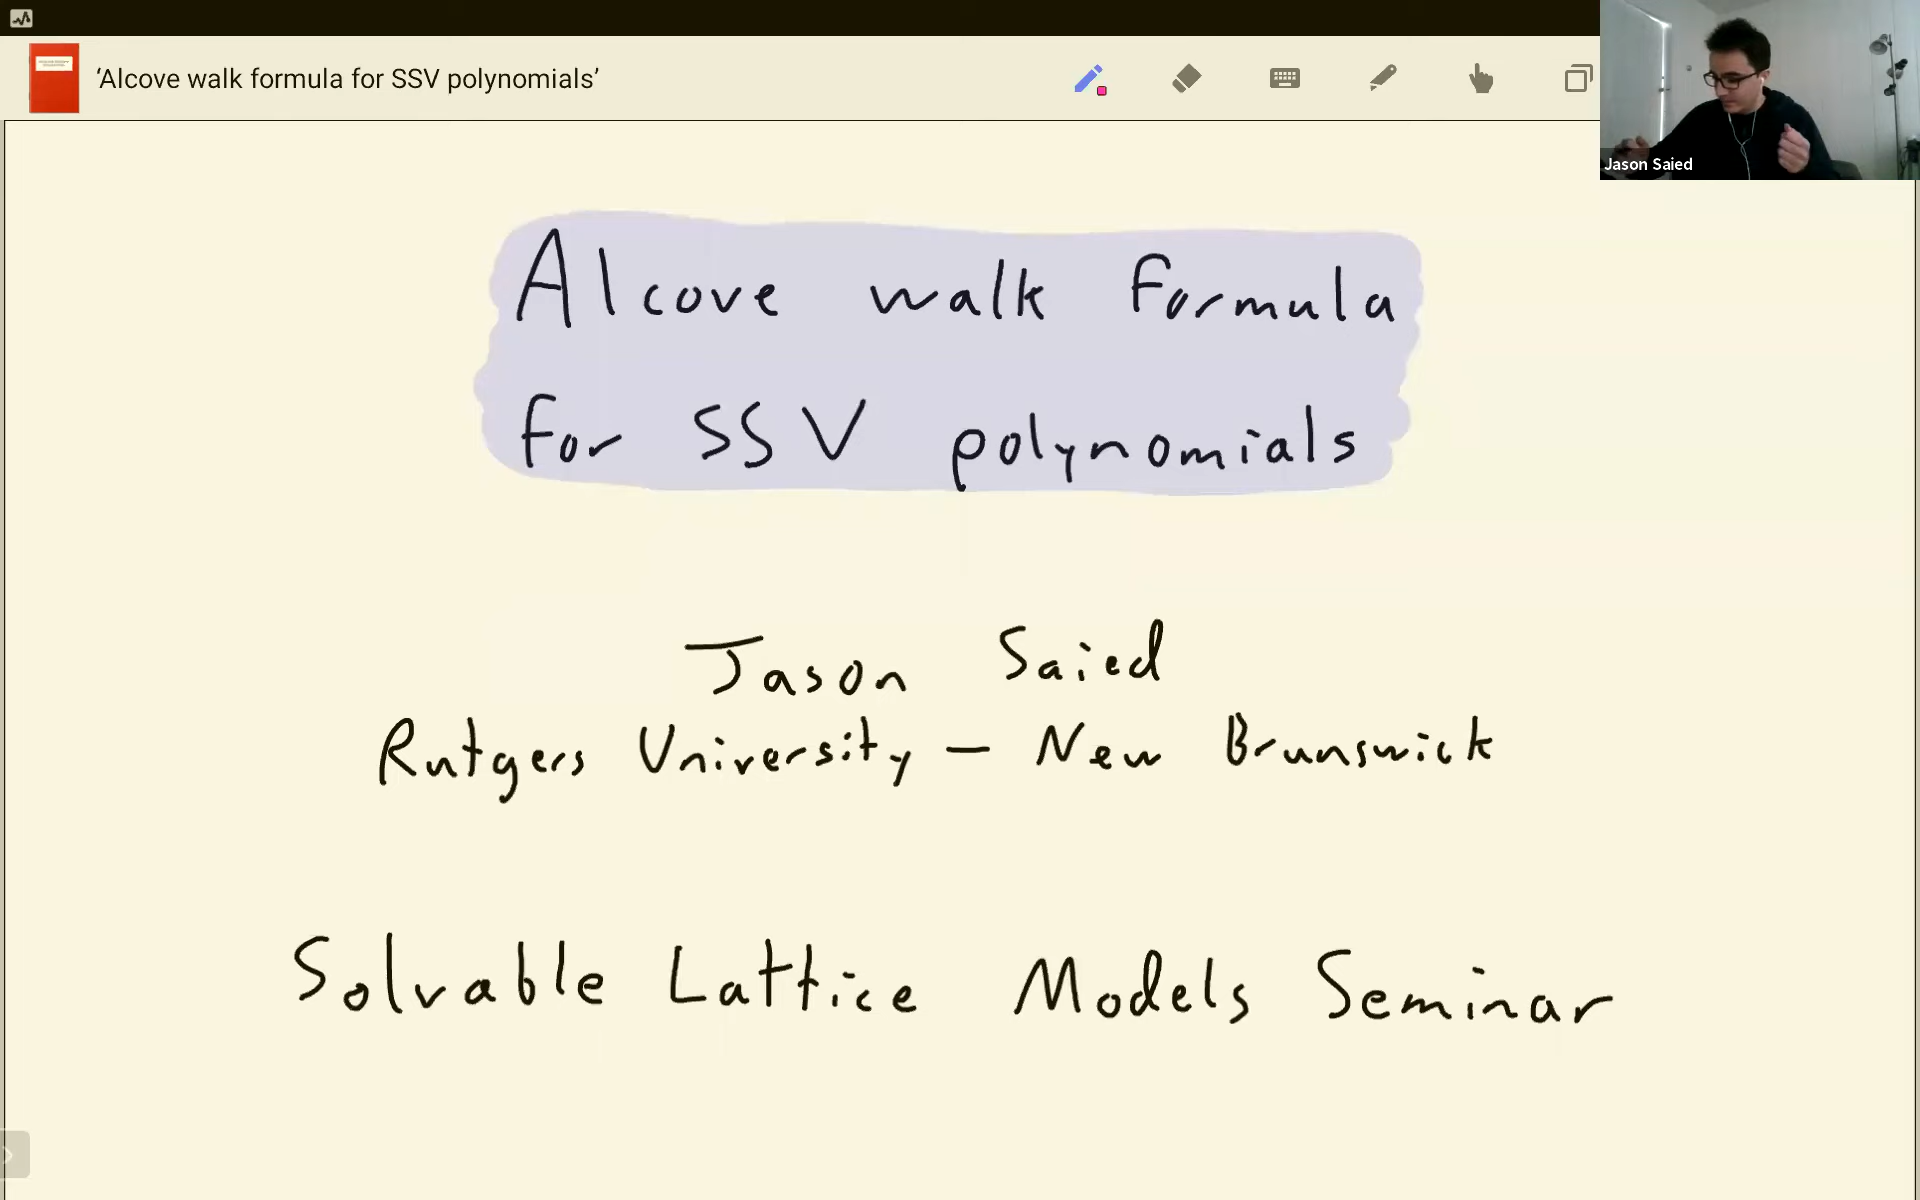 'Alcove walk formula for SSV polynomials'
Jason Saied
Alcove walk formula
for SSV polynomials
Jason Saied
Rutgers University — New Brunswick
Solvable Lattice Models Seminar